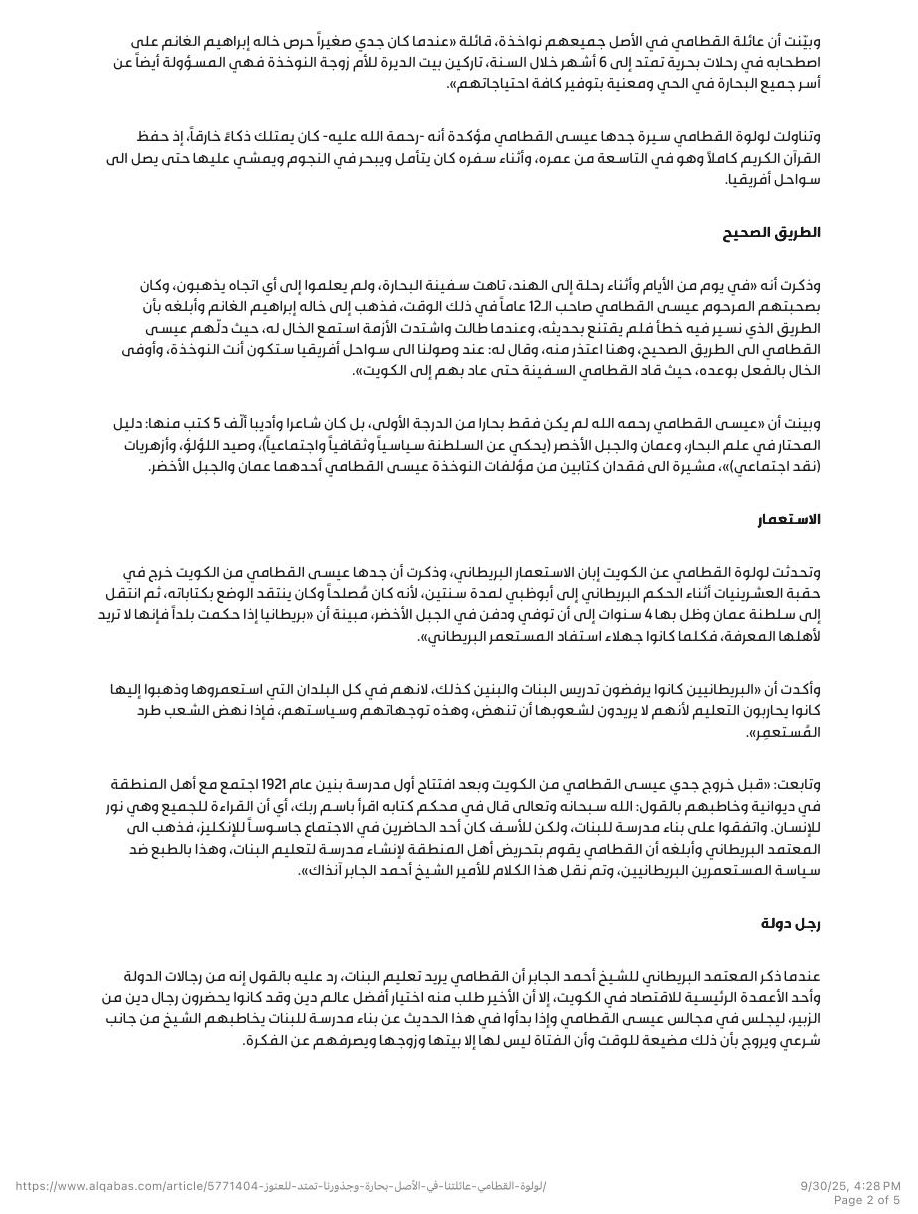 وبيّنت أن عائلة القطامي في الأصل جميعهم نواخذة، قائلة «عندما كان جدي صغيراً حرص خاله إبراهيم الغانم على
اصطحابه في رحلات بحرية تمتد إلى 6 أشهر خلال السنة، تاركين بيت الديرة للأم زوجة النوخذة فهي المسؤولة أيضاً عن
أسر جميع البحارة في الحي ومعنية بتوفير كافة احتياجاتهم».
وتناولت لولوة القطامي سيرة جدها عيسى القطامي مؤكدة أنه -رحمة الله عليه- كان يمتلك ذكاءً خارقاً، إذ حفظ
القرآن الكريم كاملاً وهو في التاسعة من عمره، وأثناء سفره كان يتأمل ويبحر في النجوم ويمشي عليها حتى يصل الى
سواحل أفريقيا.
الطريق الصحيح
وذكرت أنه «في يوم من الأيام وأثناء رحلة إلى الهند، تاهت سفينة البحارة، ولم يعلموا إلى أي اتجاه يذهبون، وكان
بصحبتهم المرحوم عيسى القطامي صاحب الـ12 عاماً في ذلك الوقت، فذهب إلى خاله إبراهيم الغانم وأبلغه بأن
الطريق الذي نسير فيه خطأ فلم يقتنع بحديثه، وعندما طالت واشتدت الأزمة استمع الخال له، حيث دلّهم عيسى
القطامي الى الطريق الصحيح، وهنا اعتذر منه، وقال له: عند وصولنا الى سواحل أفريقيا ستكون أنت النوخذة، وأوفى
الخال بالفعل بوعده، حيث قاد القطامي السفينة حتى عاد بهم إلى الكويت».
وبينت أن «عيسى القطامي رحمه الله لم يكن فقط بحارا من الدرجة الأولى، بل كان شاعرا وأديبا ألّف 5 كتب منها: دليل
المحتار في علم البحار، وعمان والجبل الأخضر (يحكي عن السلطنة سياسياً وثقافياً واجتماعياً)، وصيد اللؤلؤ، وأزهريات
(نقد اجتماعي)»، مشيرة الى فقدان كتابين من مؤلفات النوخذة عيسى القطامي أحدهما عمان والجبل الأخضر.
الاستعمار
وتحدثت لولوة القطامي عن الكويت إبان الاستعمار البريطاني، وذكرت أن جدها عيسى القطامي من الكويت خرج في
حقبة العشرينيات أثناء الحكم البريطاني إلى أبوظبي لمدة سنتين، لأنه كان مُصلحاً وكان ينتقد الوضع بكتاباته، ثم انتقل
إلى سلطنة عمان وظل بها 4 سنوات إلى أن توفي ودفن في الجبل الأخضر، مبينة أن «بريطانيا إذا حكمت بلداً فإنها لا تريد
لأهلها المعرفة، فكلما كانوا جهلاء استفاد المستعمر البريطاني».
وأكدت أن «البريطانيين كانوا يرفضون تدريس البنات والبنين كذلك، لانهم في كل البلدان التي استعمروها وذهبوا إليها
كانوا يحاربون التعليم لأنهم لا يريدون لشعوبها أن تنهض، وهذه توجهاتهم وسياستهم، فإذا نهض الشعب طرد
المُستعمِر».
وتابعت: «قبل خروج جدي عيسى القطامي من الكويت وبعد افتتاح أول مدرسة بنين عام 1921 اجتمع مع أهل المنطقة
في ديوانية وخاطبهم بالقول: الله سبحانه وتعالى قال في محكم كتابه اقرأ باسم ربك، أي أن القراءة للجميع وهي نور
للإنسان. واتفقوا على بناء مدرسة للبنات، ولكن للأسف كان أحد الحاضرين في الاجتماع جاسوساً للإنكليز، فذهب الى
المعتمد البريطاني وأبلغه أن القطامي يقوم بتحريض أهل المنطقة لإنشاء مدرسة لتعليم البنات، وهذا بالطبع ضد
سياسة المستعمرين البريطانيين، وتم نقل هذا الكلام للأمير الشيخ أحمد الجابر آنذاك».
رجل دولة
عندما ذكر المعتمد البريطاني للشيخ أحمد الجابر أن القطامي يريد تعليم البنات، رد عليه بالقول إنه من رجالات الدولة
وأحد الأعمدة الرئيسية للاقتصاد في الكويت، إلا أن الأخير طلب منه اختيار أفضل عالم دين وقد كانوا يحضرون رجال دين من
الزبير، ليجلس في مجالس عيسى القطامي وإذا بدأوا في هذا الحديث عن بناء مدرسة للبنات يخاطبهم الشيخ من جانب
شرعي ويروج بأن ذلك مضيعة للوقت وأن الفتاة ليس لها إلا بيتها وزوجها ويصرفهم عن الفكرة.
https://www.alqabas.com/article/5771404-لولوة-القطامي-عائلتنا-في-الأصل-بحارة-وجذورنا-تمتد-للعنوز/
9/30/25, 4:28 PM
Page 2 of 5